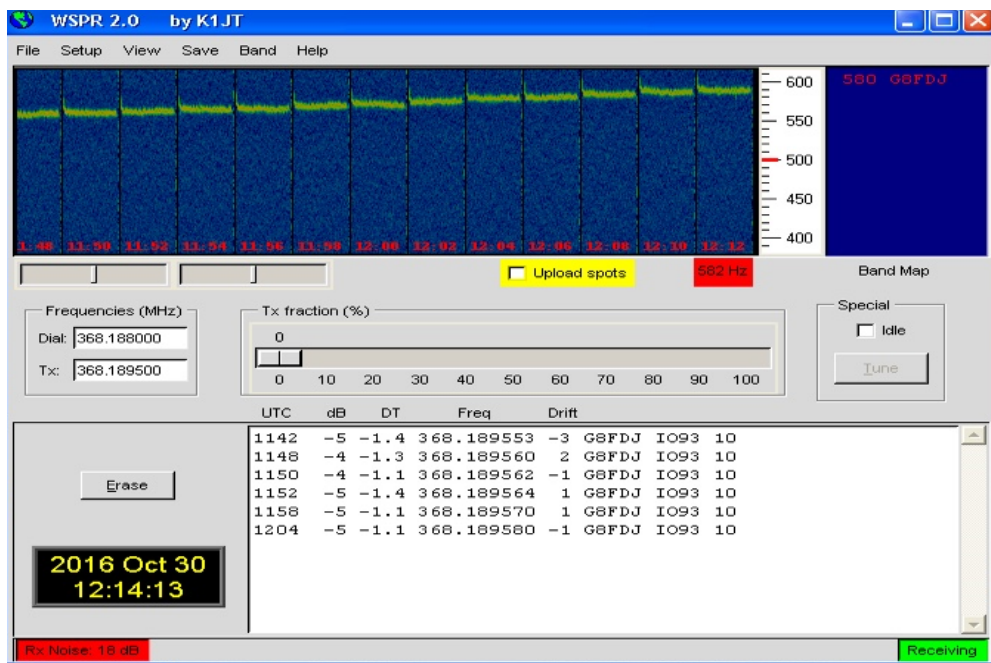 WSPR 2.0 by K1JT
File Setup View Save Band Help
600
550
500
450
400
580 G8FDJ
1:48 11:50 11:52 11:54 11:56 11:58 12:00 12:02 12:04 12:06 12:08 12:10 12:12
Upload spots
582 Hz
Band Map
Frequencies (MHz)
Dial: 368.188000
Tx: 368.189500
Tx fraction (%)
0
0 10 20 30 40 50 60 70 80 90 100
Special
Idle
Tune
UTC dB DT Freq Drift
1142 -5 -1.4 368.189553 -3 G8FDJ IO93 10
1148 -4 -1.3 368.189560 2 G8FDJ IO93 10
1150 -4 -1.1 368.189562 -1 G8FDJ IO93 10
1152 -5 -1.4 368.189564 1 G8FDJ IO93 10
1158 -5 -1.1 368.189570 1 G8FDJ IO93 10
1204 -5 -1.1 368.189580 -1 G8FDJ IO93 10
Erase
2016 Oct 30
12:14:13
Rx Noise: 18 dB
Receiving